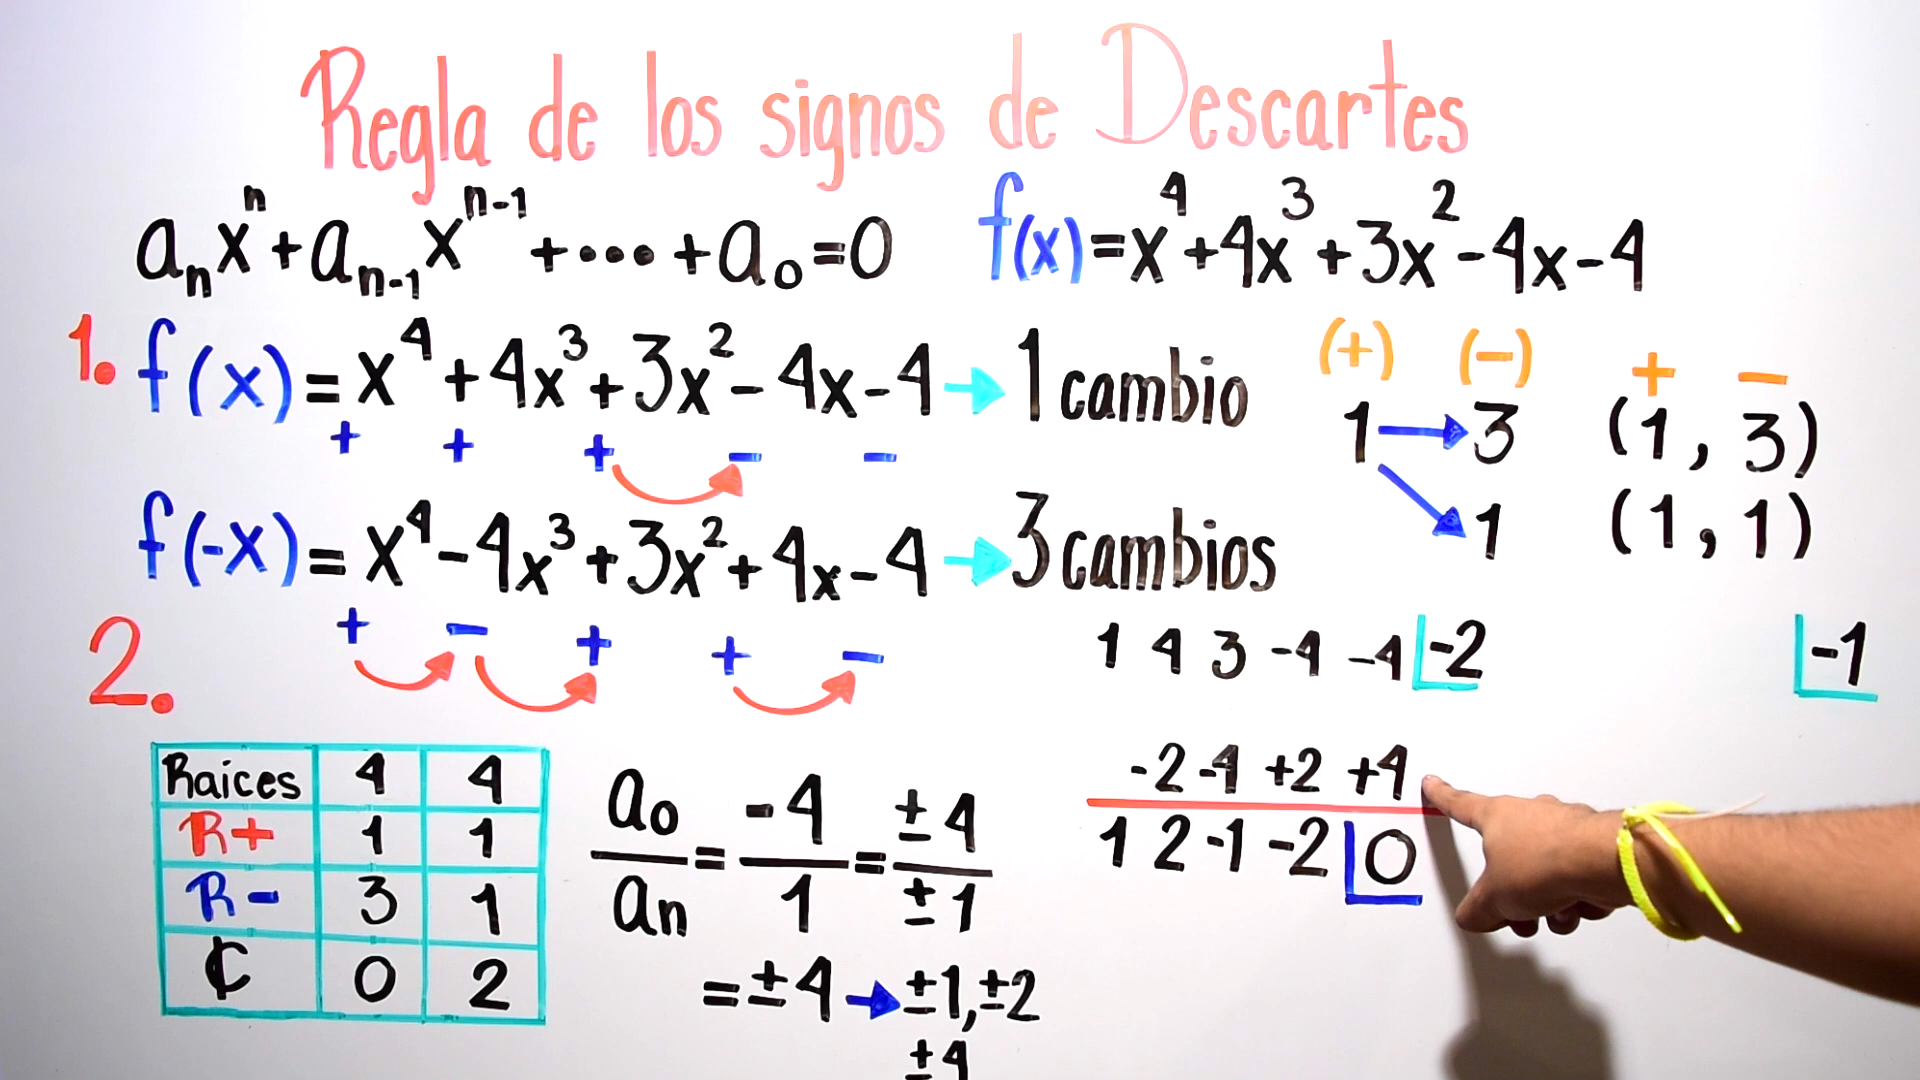 Regla de los signos de Descartes
aₙxⁿ+aₙ₋₁xⁿ⁻¹+•••+a₀=0
f(x)=x⁴+4x³+3x²-4x-4
1. f(x)=x⁴+4x³+3x²-4x-4→1 cambio
+ + + - -
f(-x)=x⁴-4x³+3x²+4x-4→3 cambios
+ - + + -
(+) (-)
1→3
1
+ -
(1, 3)
(1, 1)
2.
Raices 4 4
R+ 1 1
R- 3 1
₵ 0 2
a₀/aₙ=-4/1=±4/±1
=±4→±1,±2
±4
1 4 3 -4 -4 -2
-2 -4 +2 +4
1 2 -1 -2 0
-1